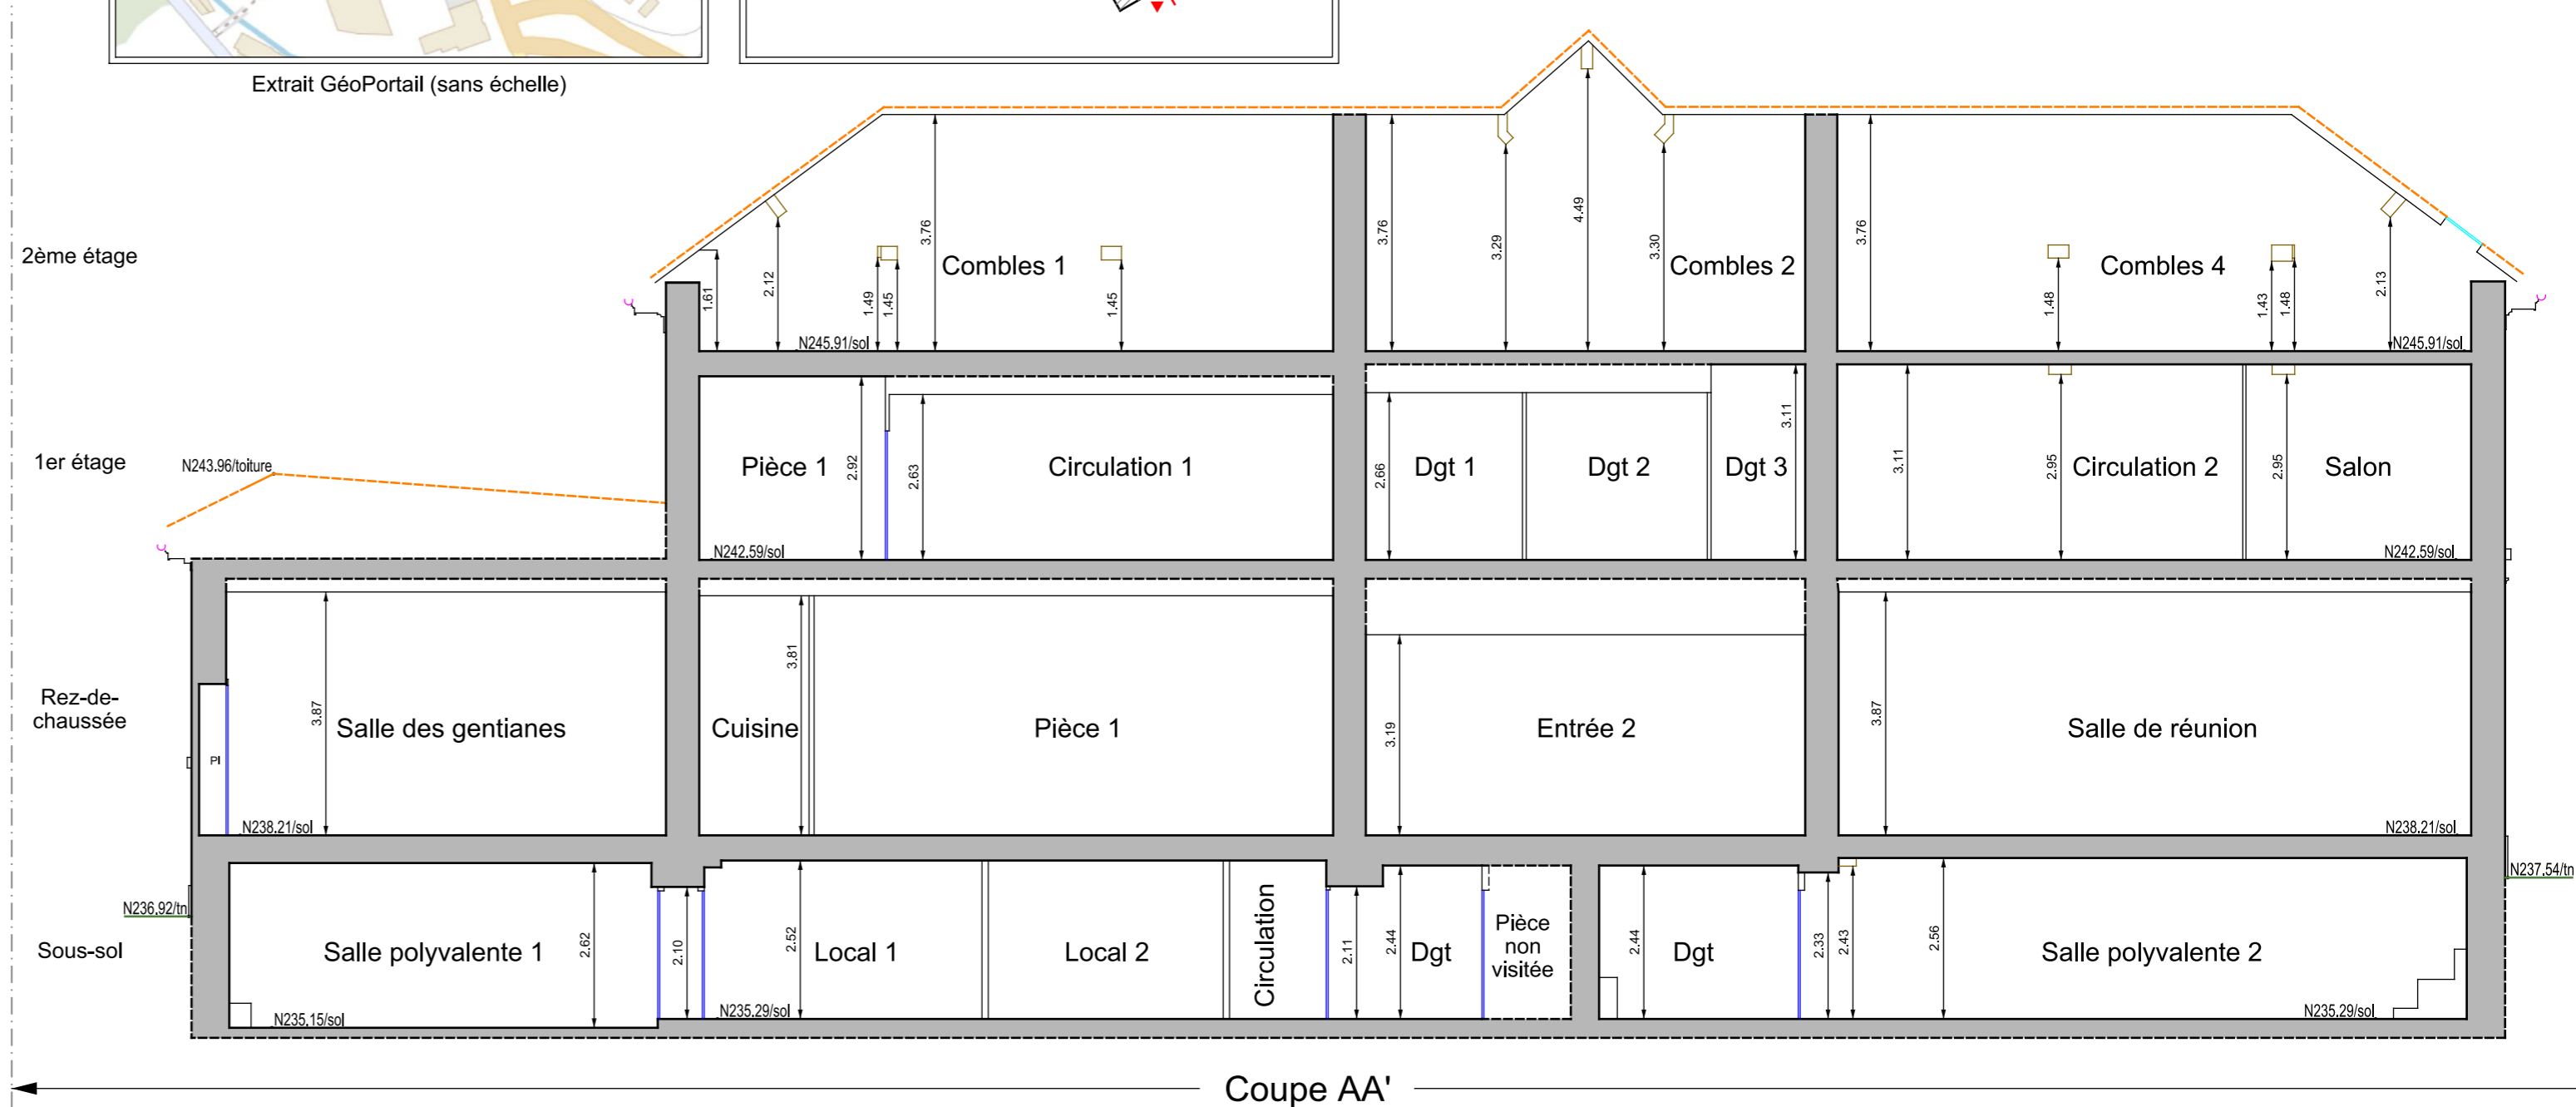 Extrait GéoPortail (sans échelle)
2ème étage
1.61
2.12
1.49
1.45
3.76
Combles 1
1.45
N245.91/sol
3.76
3.29
4.49
3.30
Combles 2
3.76
1.48
Combles 4
1.43
1.48
2.13
N245.91/sol
1er étage
N243.96/toiture
Pièce 1
2.92
2.63
Circulation 1
N242.59/sol
2.66
Dgt 1
Dgt 2
Dgt 3
3.11
3.11
2.95
Circulation 2
2.95
Salon
N242.59/sol
Rez-de-
chaussée
Pl
3.87
Salle des gentianes
N238.21/sol
Cuisine
3.81
Pièce 1
3.19
Entrée 2
3.87
Salle de réunion
N238.21/sol
N236.92/tn
N237.54/tn
Sous-sol
Salle polyvalente 1
2.62
N235.15/sol
2.10
2.52
Local 1
N235.29/sol
Local 2
Circulation
2.11
2.44
Dgt
Pièce
non
visitée
2.44
Dgt
2.33
2.43
2.56
Salle polyvalente 2
N235.29/sol
Coupe AA'